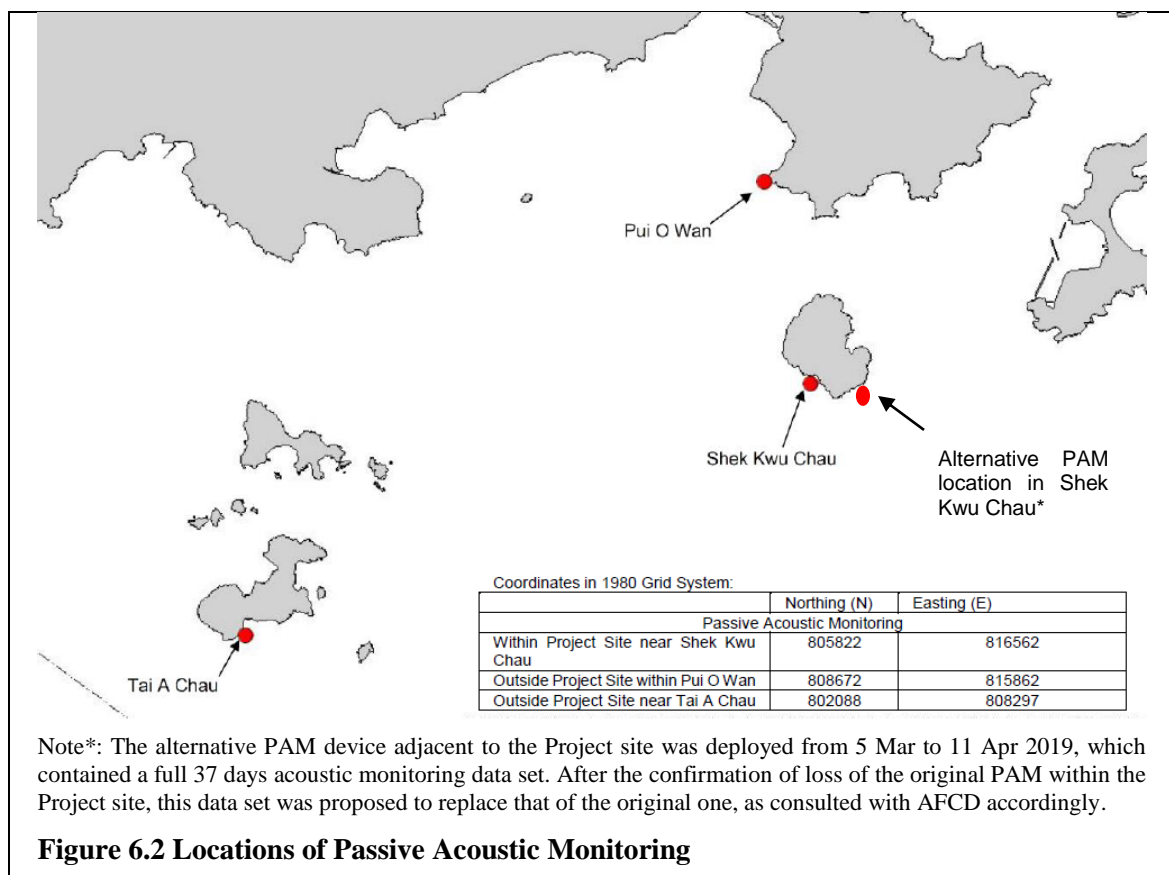 Pui O Wan
Shek Kwu Chau
Alternative PAM
location in Shek
Kwu Chau*
Tai A Chau
Coordinates in 1980 Grid System:
Northing (N) Easting (E)
Passive Acoustic Monitoring
Within Project Site near Shek Kwu 805822 816562
Chau
Outside Project Site within Pui O Wan 808672 815862
Outside Project Site near Tai A Chau 802088 808297
Note*: The alternative PAM device adjacent to the Project site was deployed from 5 Mar to 11 Apr 2019, which
contained a full 37 days acoustic monitoring data set. After the confirmation of loss of the original PAM within the
Project site, this data set was proposed to replace that of the original one, as consulted with AFCD accordingly.
Figure 6.2 Locations of Passive Acoustic Monitoring